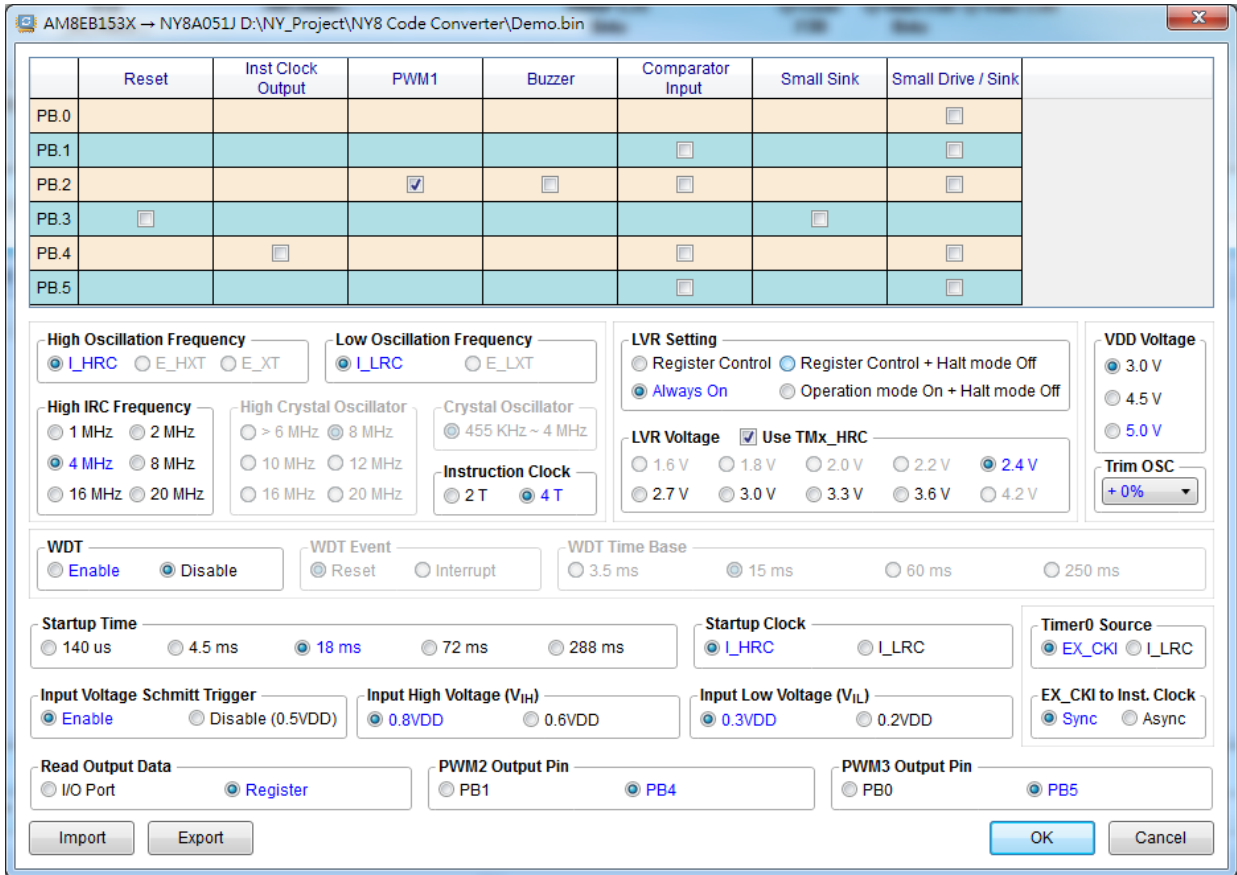 AM8EB153X → NY8A051J D:\NY_Project\NY8 Code Converter\Demo.bin
Reset Inst Clock Output PWM1 Buzzer Comparator Input Small Sink Small Drive / Sink
PB.0
PB.1
PB.2
PB.3
PB.4
PB.5
High Oscillation Frequency
I_HRC E_HXT E_XT
Low Oscillation Frequency
I_LRC E_LXT
High IRC Frequency
1 MHz 2 MHz
4 MHz 8 MHz
16 MHz 20 MHz
High Crystal Oscillator
> 6 MHz 8 MHz
10 MHz 12 MHz
16 MHz 20 MHz
Crystal Oscillator
455 KHz ~ 4 MHz
Instruction Clock
2 T 4 T
LVR Setting
Register Control Register Control + Halt mode Off
Always On Operation mode On + Halt mode Off
LVR Voltage Use TMx_HRC
1.6 V 1.8 V 2.0 V 2.2 V 2.4 V
2.7 V 3.0 V 3.3 V 3.6 V 4.2 V
VDD Voltage
3.0 V
4.5 V
5.0 V
Trim OSC
+ 0%
WDT
Enable Disable
WDT Event
Reset Interrupt
WDT Time Base
3.5 ms 15 ms 60 ms 250 ms
Startup Time
140 us 4.5 ms 18 ms 72 ms 288 ms
Startup Clock
I_HRC I_LRC
Timer0 Source
EX_CKI I_LRC
Input Voltage Schmitt Trigger
Enable Disable (0.5VDD)
Input High Voltage (VIH)
0.8VDD 0.6VDD
Input Low Voltage (VIL)
0.3VDD 0.2VDD
EX_CKI to Inst. Clock
Sync Async
Read Output Data
I/O Port Register
PWM2 Output Pin
PB1 PB4
PWM3 Output Pin
PB0 PB5
Import Export OK Cancel